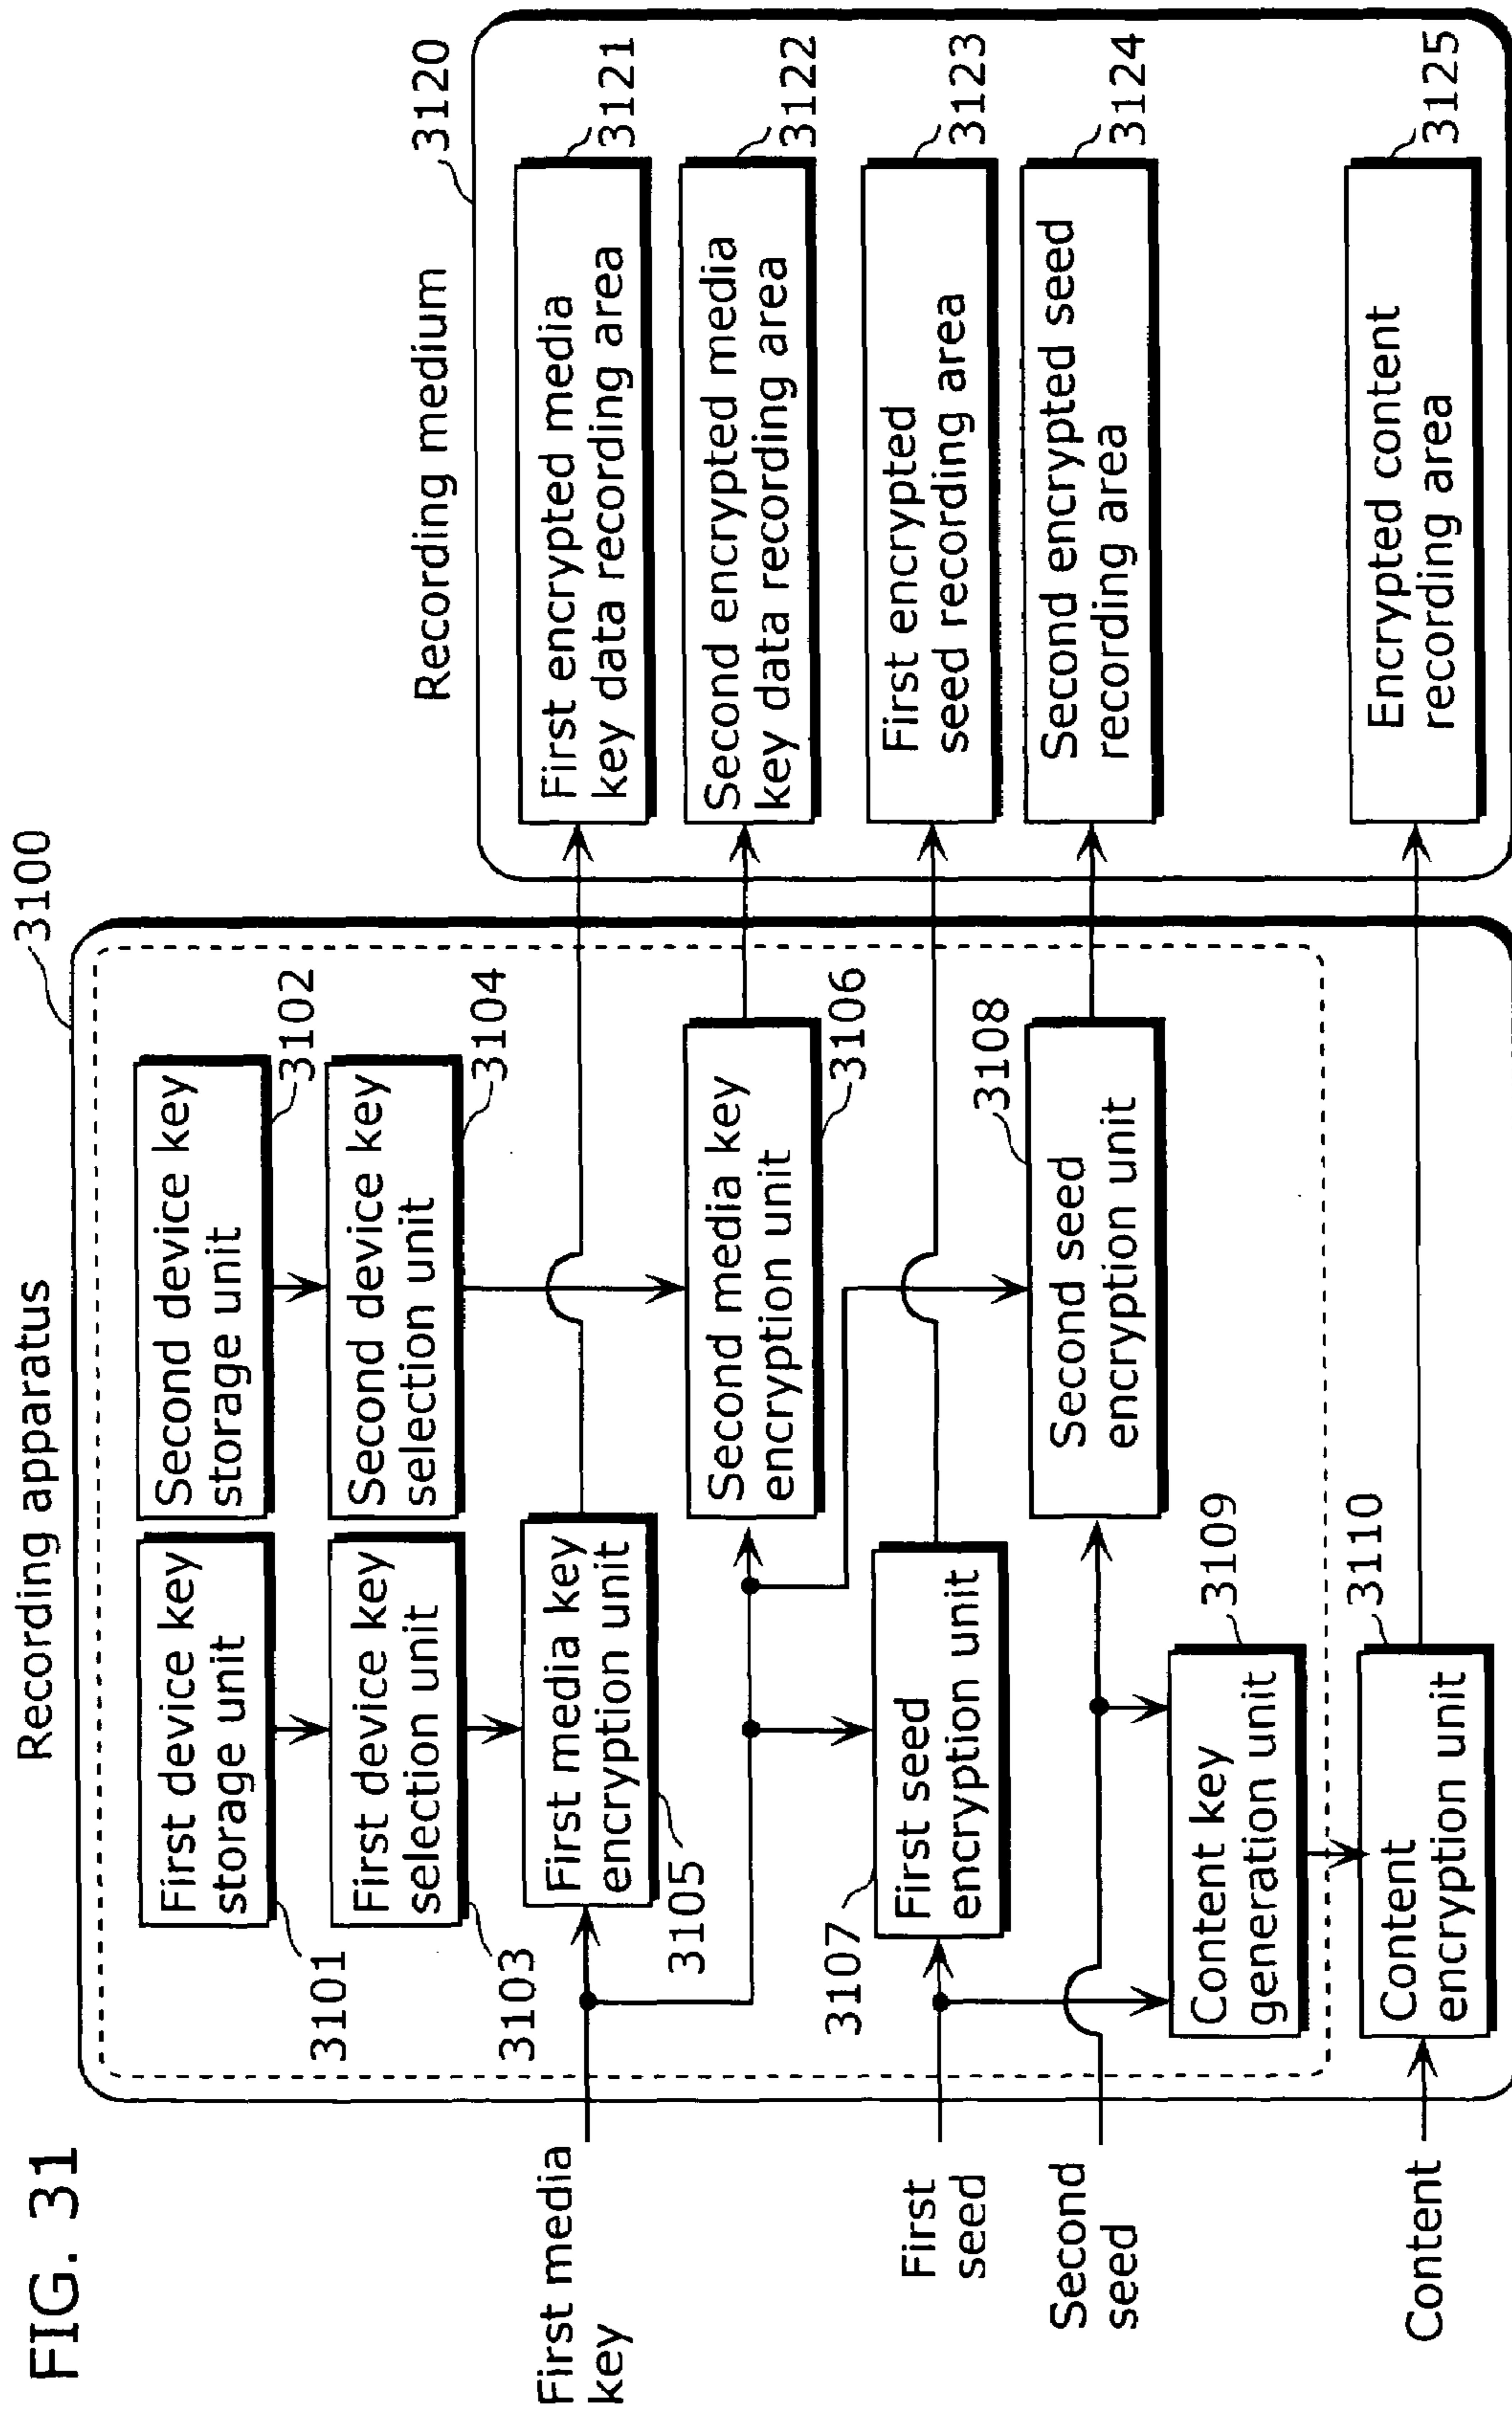 FIG. 31
Recording apparatus
3100
First device key
storage unit
3101
Second device key
storage unit
3102
First device key
selection unit
3103
Second device key
selection unit
3104
First media
key
First media key
encryption unit
3105
Second media key
encryption unit
3106
First
seed
3107
First seed
encryption unit
3108
Second seed
encryption unit
Second
seed
Content key
generation unit
3109
Content
Content
encryption unit
3110
Recording medium
3120
First encrypted media
key data recording area
3121
Second encrypted media
key data recording area
3122
First encrypted
seed recording area
3123
Second encrypted seed
recording area
3124
Encrypted content
recording area
3125